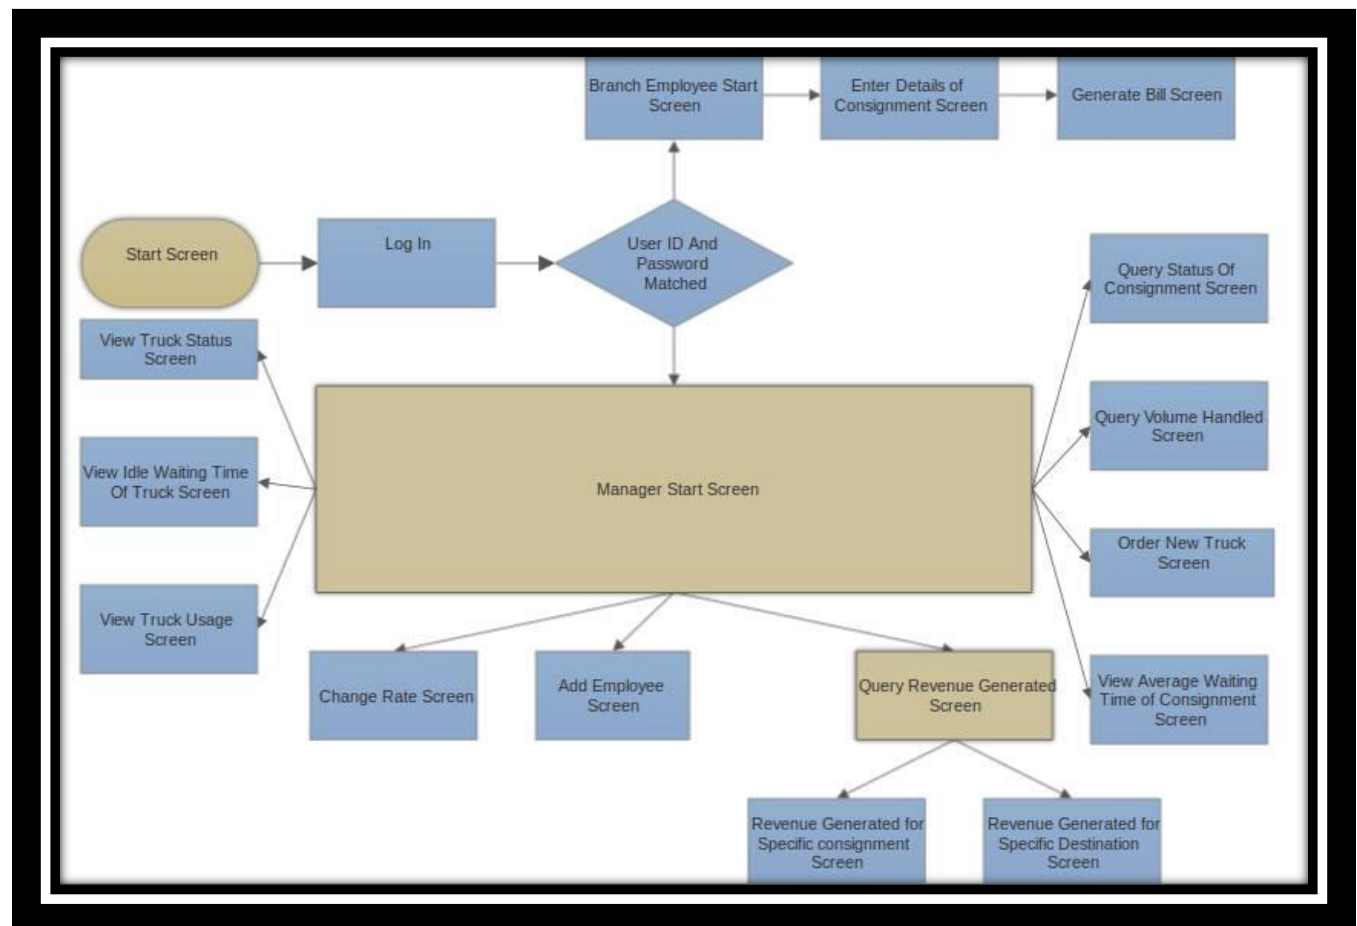 Branch Employee Start
Screen
Enter Details of
Consignment Screen
Generate Bill Screen
Start Screen
Log In
User ID And
Password
Matched
Query Status Of
Consignment Screen
View Truck Status
Screen
Query Volume Handled
Screen
View Idle Waiting Time
Of Truck Screen
Manager Start Screen
Order New Truck
Screen
View Truck Usage
Screen
Change Rate Screen
Add Employee
Screen
Query Revenue Generated
Screen
View Average Waiting
Time of Consignment
Screen
Revenue Generated for
Specific consignment
Screen
Revenue Generated for
Specific Destination
Screen